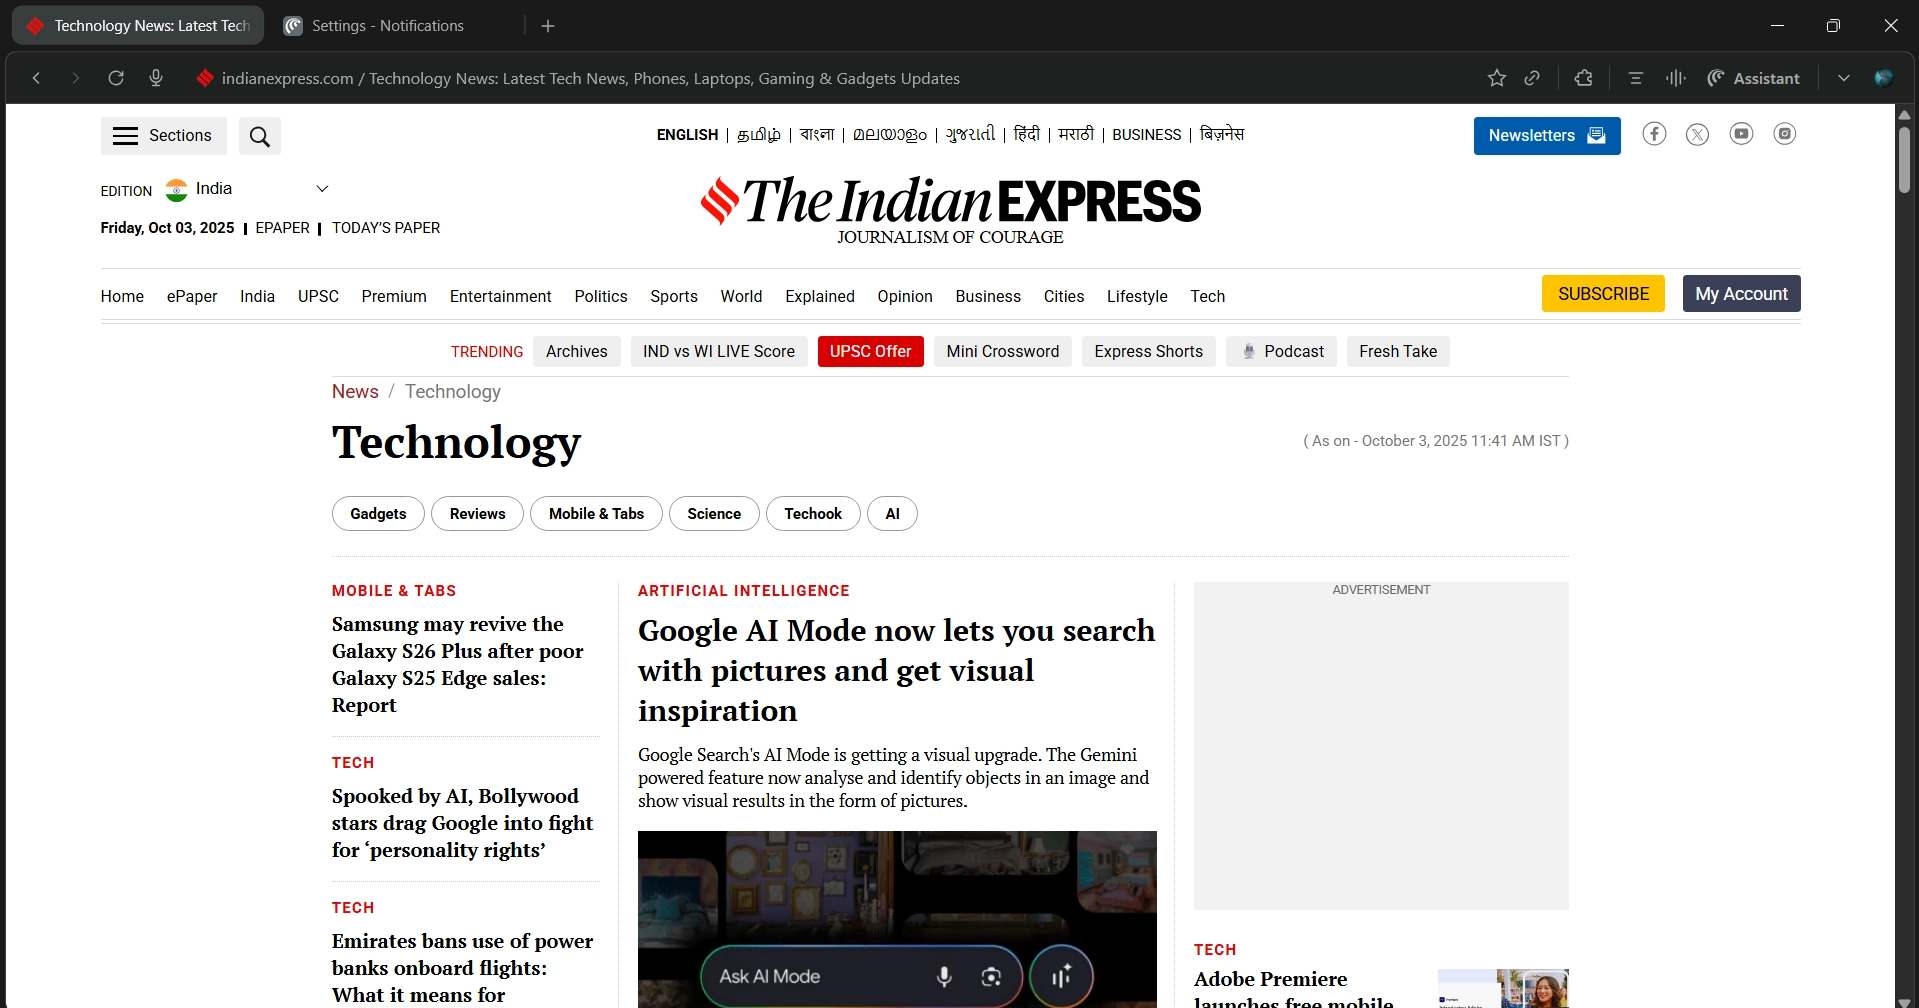 Technology News: Latest Tech
Settings - Notifications
indianexpress.com / Technology News: Latest Tech News, Phones, Laptops, Gaming & Gadgets Updates
Assistant
Sections
ENGLISH | தமிழ் | বাংলা | മലയാളം | ગુજરાતી | हिंदी | मराठी | BUSINESS | बिज़नेस
Newsletters
EDITION India
The Indian EXPRESS
JOURNALISM OF COURAGE
Friday, Oct 03, 2025 | EPAPER | TODAY'S PAPER
Home ePaper India UPSC Premium Entertainment Politics Sports World Explained Opinion Business Cities Lifestyle Tech
SUBSCRIBE
My Account
TRENDING Archives IND vs WI LIVE Score UPSC Offer Mini Crossword Express Shorts Podcast Fresh Take
News / Technology
Technology
( As on - October 3, 2025 11:41 AM IST )
Gadgets Reviews Mobile & Tabs Science Techook AI
MOBILE & TABS
Samsung may revive the
Galaxy S26 Plus after poor
Galaxy S25 Edge sales:
Report
TECH
Spooked by AI, Bollywood
stars drag Google into fight
for ‘personality rights’
TECH
Emirates bans use of power
banks onboard flights:
What it means for
ARTIFICIAL INTELLIGENCE
Google AI Mode now lets you search
with pictures and get visual
inspiration
Google Search's AI Mode is getting a visual upgrade. The Gemini
powered feature now analyse and identify objects in an image and
show visual results in the form of pictures.
Ask AI Mode
ADVERTISEMENT
TECH
Adobe Premiere
launches free mobile